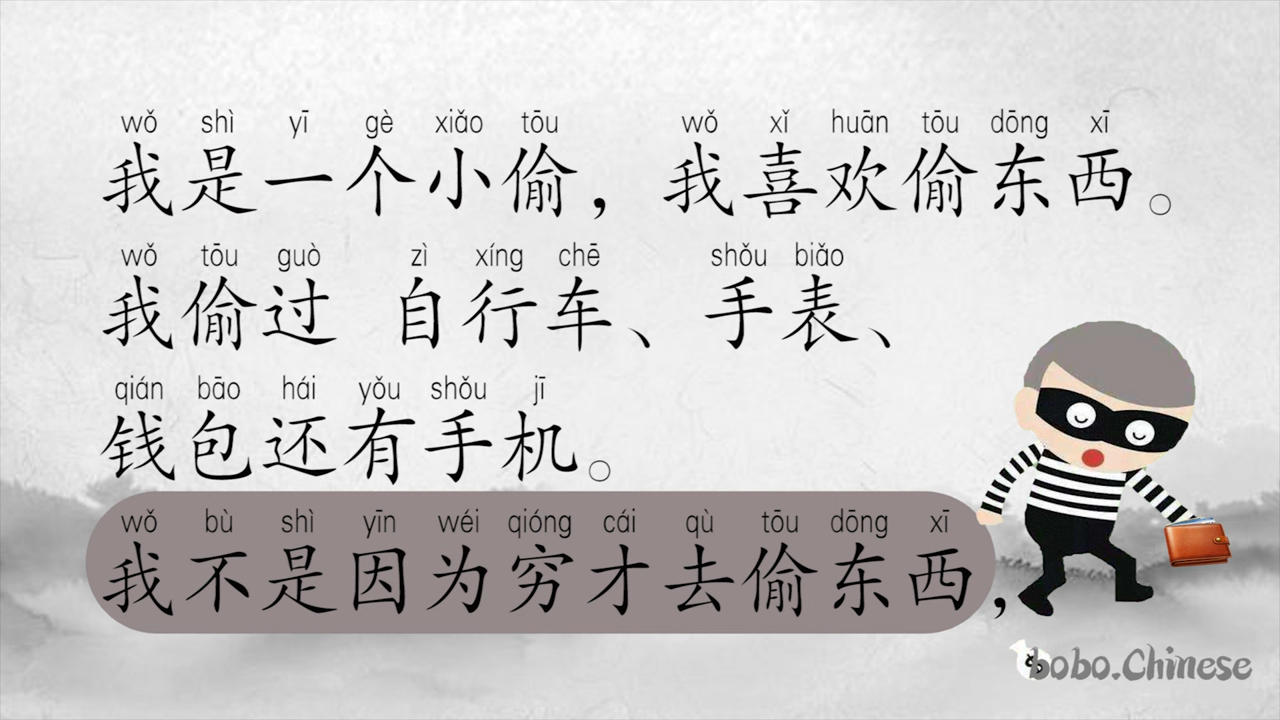 wǒ shì yī gè xiǎo tōu wǒ xǐ huān tōu dōng xī
我是一个小偷，我喜欢偷东西。
wǒ tōu guò zì xíng chē shǒu biǎo
我偷过 自行车、手表、
qián bāo hái yǒu shǒu jī
钱包还有手机。
wǒ bù shì yīn wéi qióng cái qù tōu dōng xī
我不是因为穷才去偷东西，
bobo.Chinese